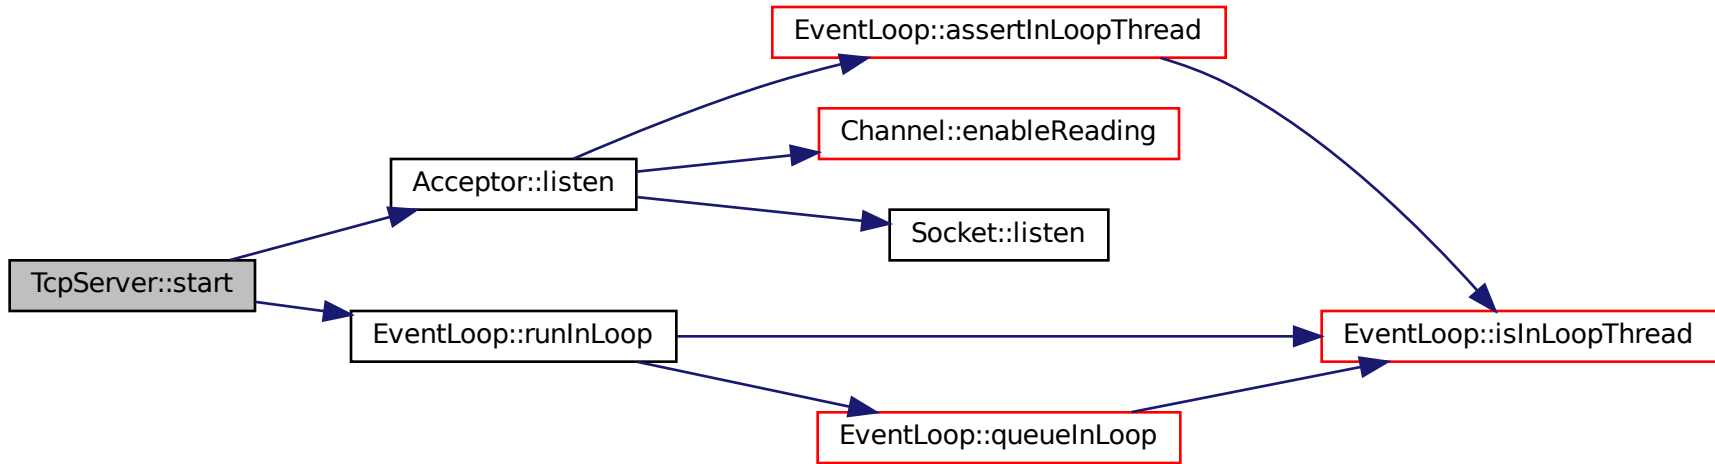 EventLoop::assertInLoopThread
Channel::enableReading
Acceptor::listen
Socket::listen
TcpServer::start
EventLoop::runInLoop
EventLoop::isInLoopThread
EventLoop::queueInLoop